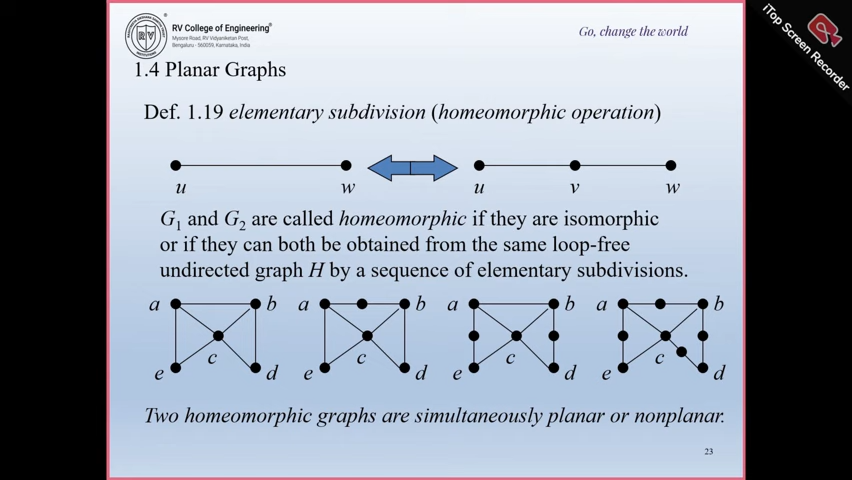 RV College of Engineering®
Mysore Road, RV Vidyaniketan Post,
Bengaluru - 560059, Karnataka, India
Go, change the world
iTop Screen Recorder
1.4 Planar Graphs
Def. 1.19 elementary subdivision (homeomorphic operation)
u w u v w
G1 and G2 are called homeomorphic if they are isomorphic
or if they can both be obtained from the same loop-free
undirected graph H by a sequence of elementary subdivisions.
a b a b a b a b
c c c c
e d e d e d e d
Two homeomorphic graphs are simultaneously planar or nonplanar.
23